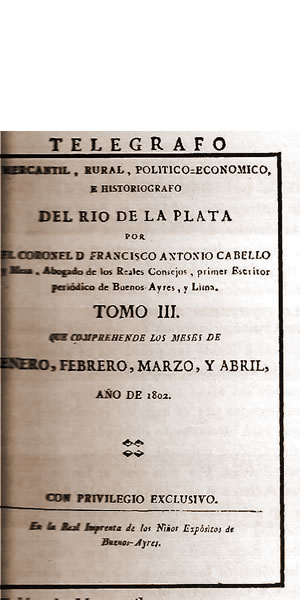 TELEGRAFO
MERCANTIL, RURAL, POLITICO=ECONOMICO,
E HISTORIOGRAFO
DEL RIO DE LA PLATA
POR
EL CORONEL D FRANCISCO ANTONIO CABELLO
y Mesa, Abogado de los Reales Consejos, primer Escritor
periódico de Buenos-Ayres, y Lima.
TOMO III.
QUE COMPREHENDE LOS MESES DE
ENERO, FEBRERO, MARZO, Y ABRIL,
AÑO DE 1802.
CON PRIVILEGIO EXCLUSIVO.
En la Real Imprenta de los Niños Expósitos de
Buenos-Ayres.